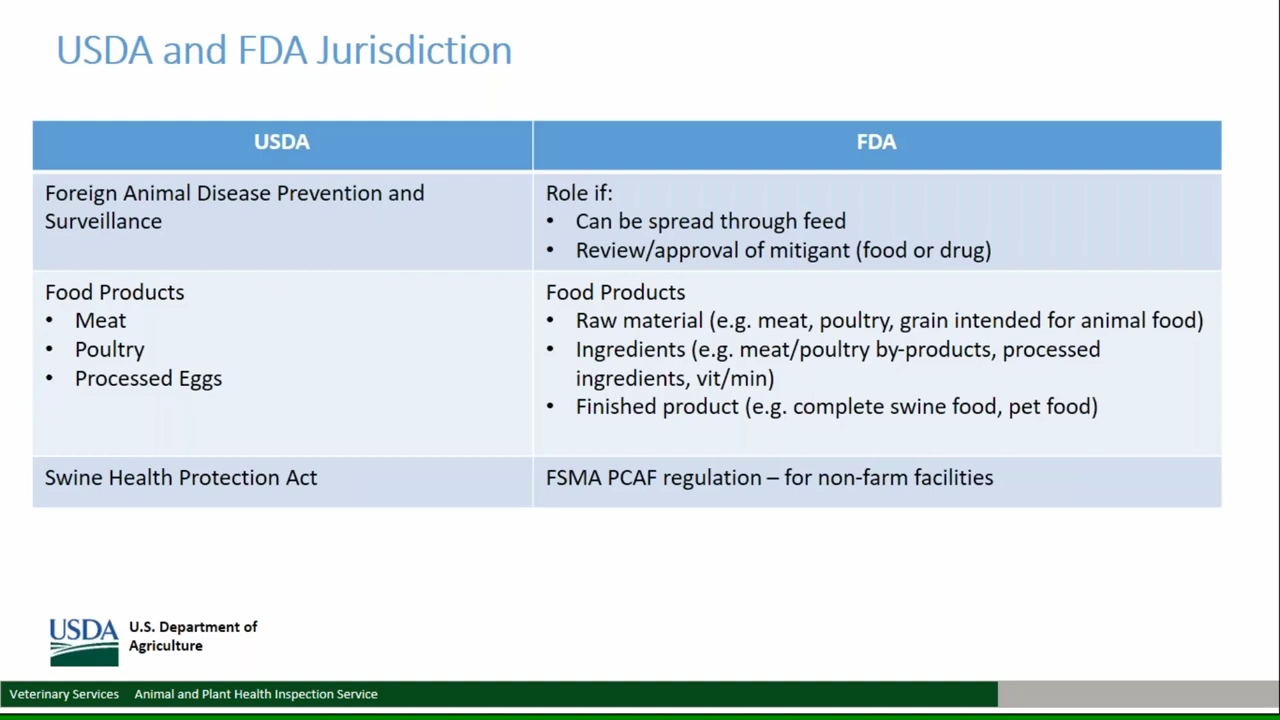 USDA and FDA Jurisdiction
USDA
FDA
Foreign Animal Disease Prevention and
Surveillance
Role if:
• Can be spread through feed
• Review/approval of mitigant (food or drug)
Food Products
• Meat
• Poultry
• Processed Eggs
Food Products
• Raw material (e.g. meat, poultry, grain intended for animal food)
• Ingredients (e.g. meat/poultry by-products, processed
ingredients, vit/min)
• Finished product (e.g. complete swine food, pet food)
Swine Health Protection Act
FSMA PCAF regulation – for non-farm facilities
USDA
U.S. Department of
Agriculture
Veterinary Services Animal and Plant Health Inspection Service